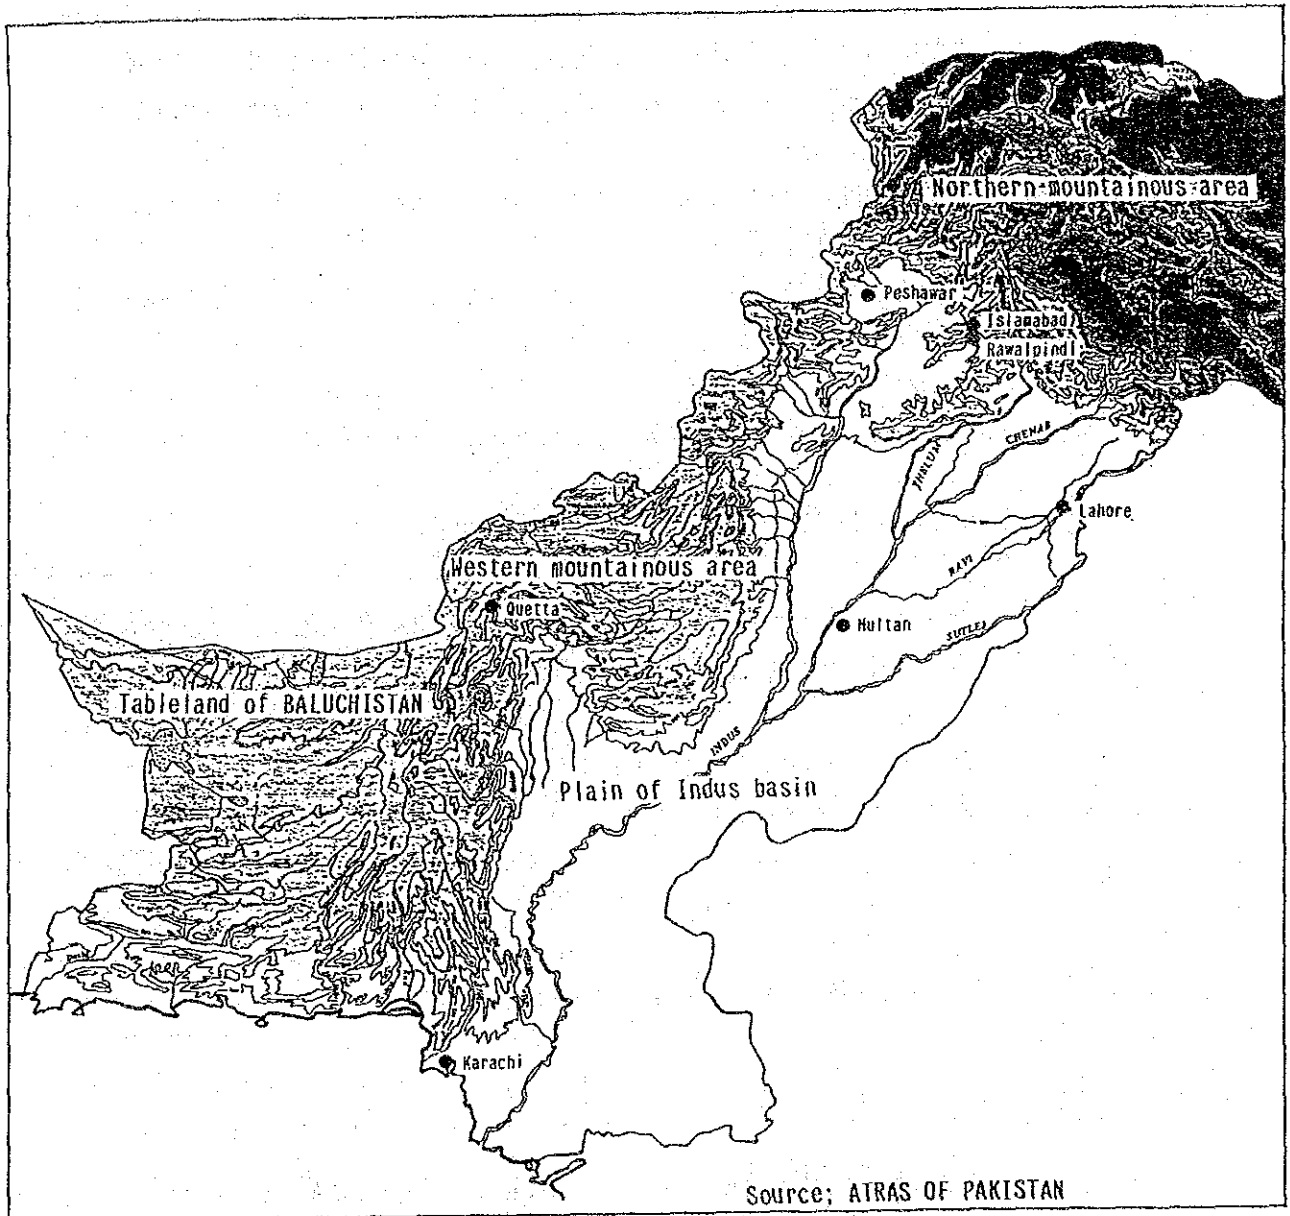 Northern mountainous area
Peshawar
Islamabad/
Rawalpindi
CHENAB
JHOLUM
Lahore
Western mountainous area
RAVI
Quetta
Multan
SUTLEJ
Tableland of BALUCHISTAN
INDUS
Plain of Indus basin
Karachi
Source; ATRAS OF PAKISTAN